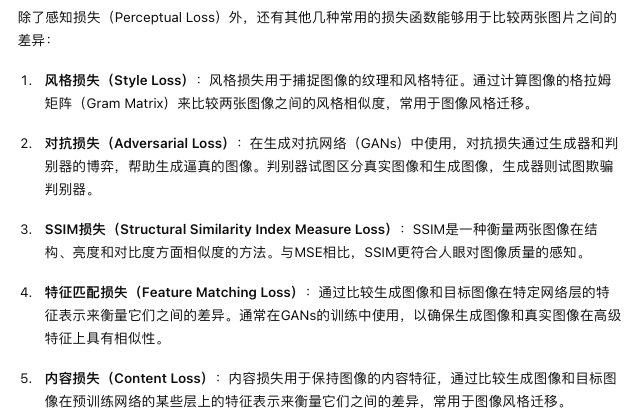 除了感知损失（Perceptual Loss）外，还有其他几种常用的损失函数能够用于比较两张图片之间的
差异：
1. 风格损失（Style Loss）：风格损失用于捕捉图像的纹理和风格特征。通过计算图像的格拉姆
矩阵（Gram Matrix）来比较两张图像之间的风格相似度，常用于图像风格迁移。
2. 对抗损失（Adversarial Loss）：在生成对抗网络（GANs）中使用，对抗损失通过生成器和判
别器的博弈，帮助生成逼真的图像。判别器试图区分真实图像和生成图像，生成器则试图欺骗
判别器。
3. SSIM损失（Structural Similarity Index Measure Loss）：SSIM是一种衡量两张图像在结
构、亮度和对比度方面相似度的方法。与MSE相比，SSIM更符合人眼对图像质量的感知。
4. 特征匹配损失（Feature Matching Loss）：通过比较生成图像和目标图像在特定网络层的特
征表示来衡量它们之间的差异。通常在GANs的训练中使用，以确保生成图像和真实图像在高级
特征上具有相似性。
5. 内容损失（Content Loss）：内容损失用于保持图像的内容特征，通过比较生成图像和目标图
像在预训练网络的某些层上的特征表示来衡量它们之间的差异，常用于图像风格迁移。